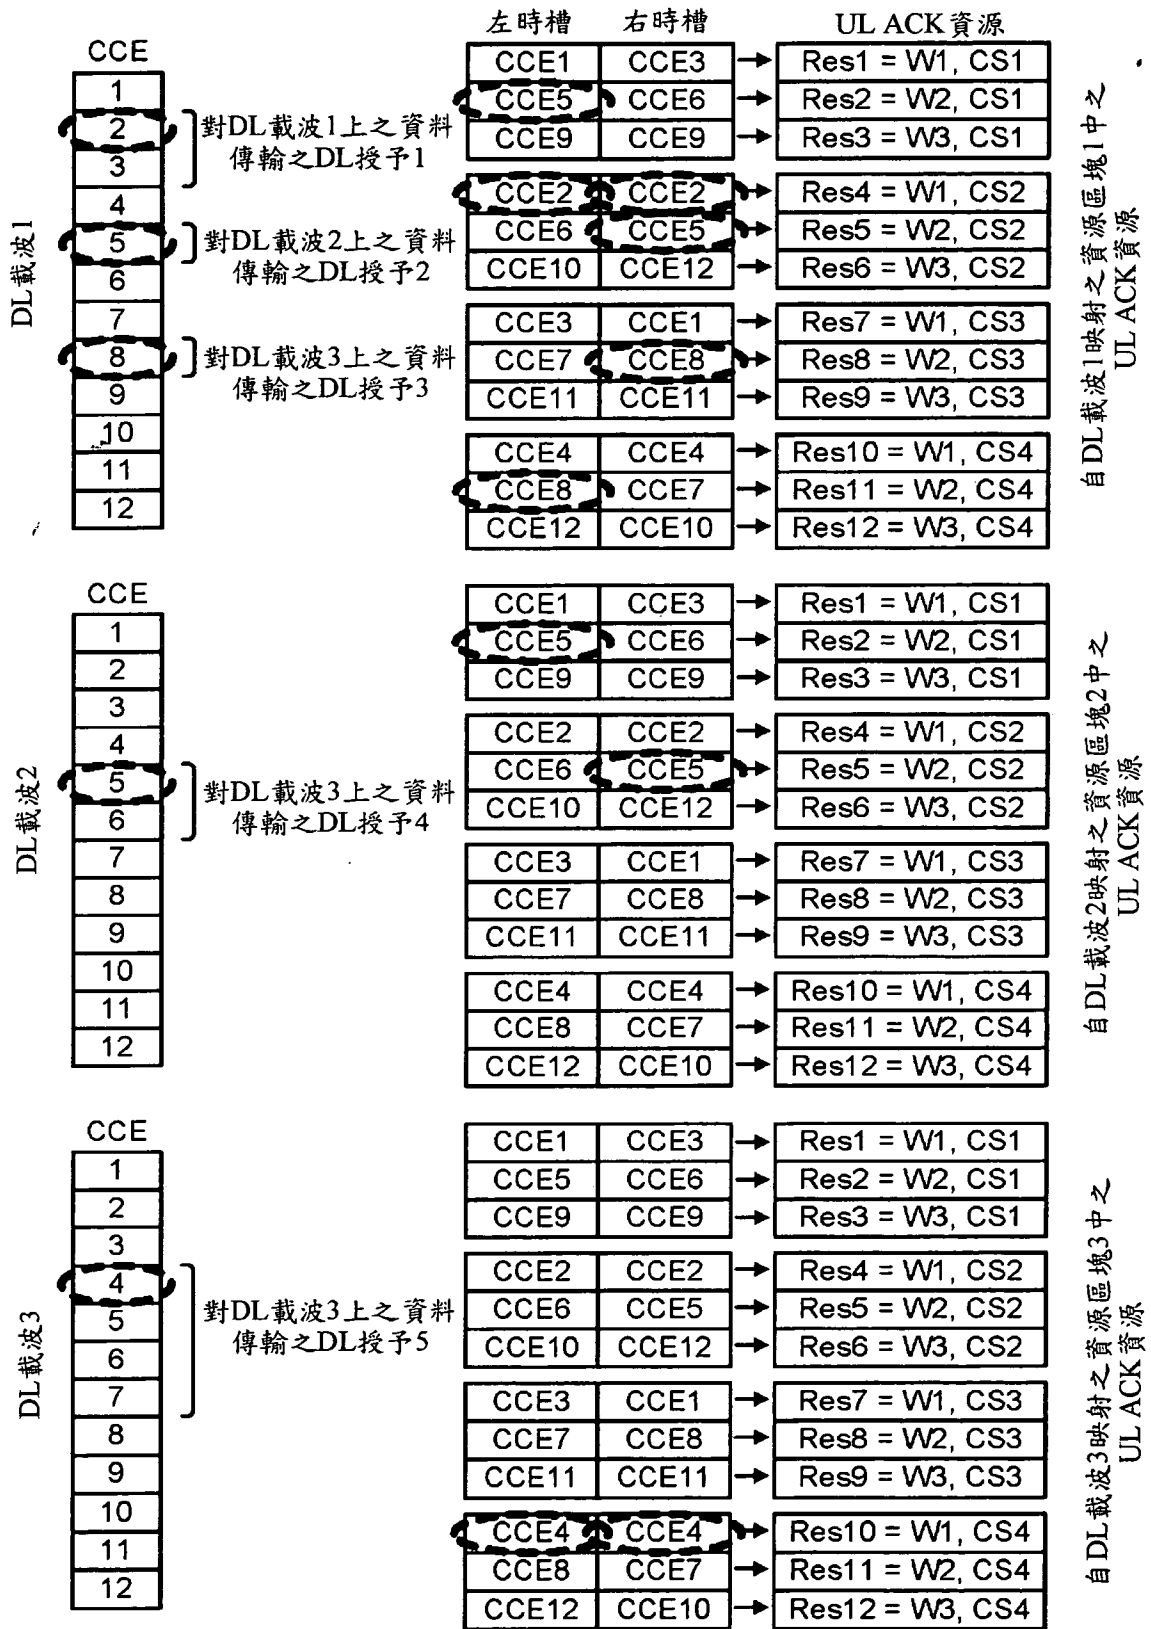 左時槽 右時槽 UL ACK資源
DL載波1
CCE
1
2
3
4
5
6
7
8
9
10
11
12
對DL載波1上之資料
傳輸之DL授予1
對DL載波2上之資料
傳輸之DL授予2
對DL載波3上之資料
傳輸之DL授予3
CCE1 CCE3 Res1 = W1, CS1
CCE5 CCE6 Res2 = W2, CS1
CCE9 CCE9 Res3 = W3, CS1
CCE2 CCE2 Res4 = W1, CS2
CCE6 CCE5 Res5 = W2, CS2
CCE10 CCE12 Res6 = W3, CS2
CCE3 CCE1 Res7 = W1, CS3
CCE7 CCE8 Res8 = W2, CS3
CCE11 CCE11 Res9 = W3, CS3
CCE4 CCE4 Res10 = W1, CS4
CCE8 CCE7 Res11 = W2, CS4
CCE12 CCE10 Res12 = W3, CS4
自DL載波1映射之資源區塊1中之
UL ACK資源
DL載波2
CCE
1
2
3
4
5
6
7
8
9
10
11
12
對DL載波3上之資料
傳輸之DL授予4
CCE1 CCE3 Res1 = W1, CS1
CCE5 CCE6 Res2 = W2, CS1
CCE9 CCE9 Res3 = W3, CS1
CCE2 CCE2 Res4 = W1, CS2
CCE6 CCE5 Res5 = W2, CS2
CCE10 CCE12 Res6 = W3, CS2
CCE3 CCE1 Res7 = W1, CS3
CCE7 CCE8 Res8 = W2, CS3
CCE11 CCE11 Res9 = W3, CS3
CCE4 CCE4 Res10 = W1, CS4
CCE8 CCE7 Res11 = W2, CS4
CCE12 CCE10 Res12 = W3, CS4
自DL載波2映射之資源區塊2中之
UL ACK資源
DL載波3
CCE
1
2
3
4
5
6
7
8
9
10
11
12
對DL載波3上之資料
傳輸之DL授予5
CCE1 CCE3 Res1 = W1, CS1
CCE5 CCE6 Res2 = W2, CS1
CCE9 CCE9 Res3 = W3, CS1
CCE2 CCE2 Res4 = W1, CS2
CCE6 CCE5 Res5 = W2, CS2
CCE10 CCE12 Res6 = W3, CS2
CCE3 CCE1 Res7 = W1, CS3
CCE7 CCE8 Res8 = W2, CS3
CCE11 CCE11 Res9 = W3, CS3
CCE4 CCE4 Res10 = W1, CS4
CCE8 CCE7 Res11 = W2, CS4
CCE12 CCE10 Res12 = W3, CS4
自DL載波3映射之資源區塊3中之
UL ACK資源